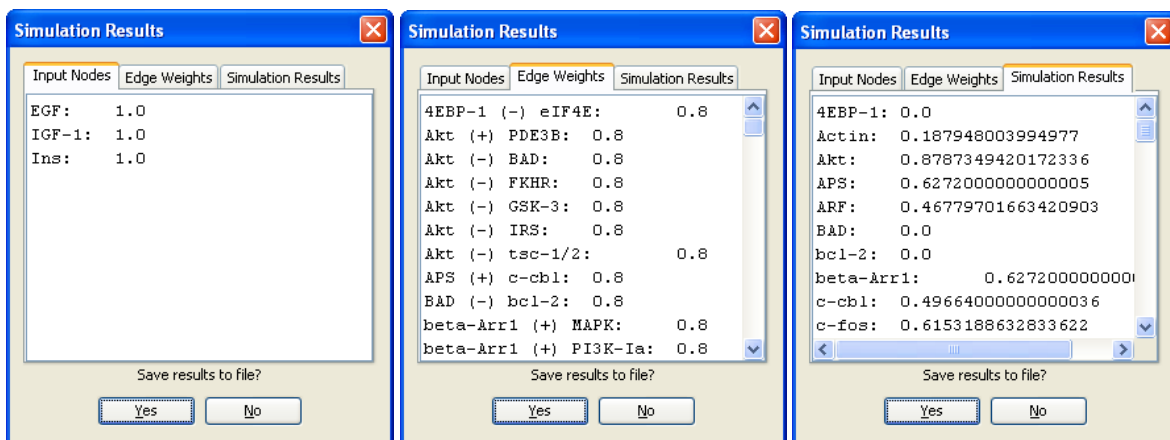 Simulation Results
Input Nodes Edge Weights Simulation Results
EGF: 1.0
IGF-1: 1.0
Ins: 1.0
Save results to file?
Yes No
Simulation Results
Input Nodes Edge Weights Simulation Results
4EBP-1 (-) eIF4E: 0.8
Akt (+) PDE3B: 0.8
Akt (-) BAD: 0.8
Akt (-) FKHR: 0.8
Akt (-) GSK-3: 0.8
Akt (-) IRS: 0.8
Akt (-) tsc-1/2: 0.8
APS (+) c-cbl: 0.8
BAD (-) bcl-2: 0.8
beta-Arr1 (+) MAPK: 0.8
beta-Arr1 (+) PI3K-Ia: 0.8
Save results to file?
Yes No
Simulation Results
Input Nodes Edge Weights Simulation Results
4EBP-1: 0.0
Actin: 0.187948003994977
Akt: 0.8787349420172336
APS: 0.6272000000000005
ARF: 0.46779701663420903
BAD: 0.0
bcl-2: 0.0
beta-Arr1: 0.6272000000000
c-cbl: 0.49664000000000036
c-fos: 0.6153188632833622
Save results to file?
Yes No